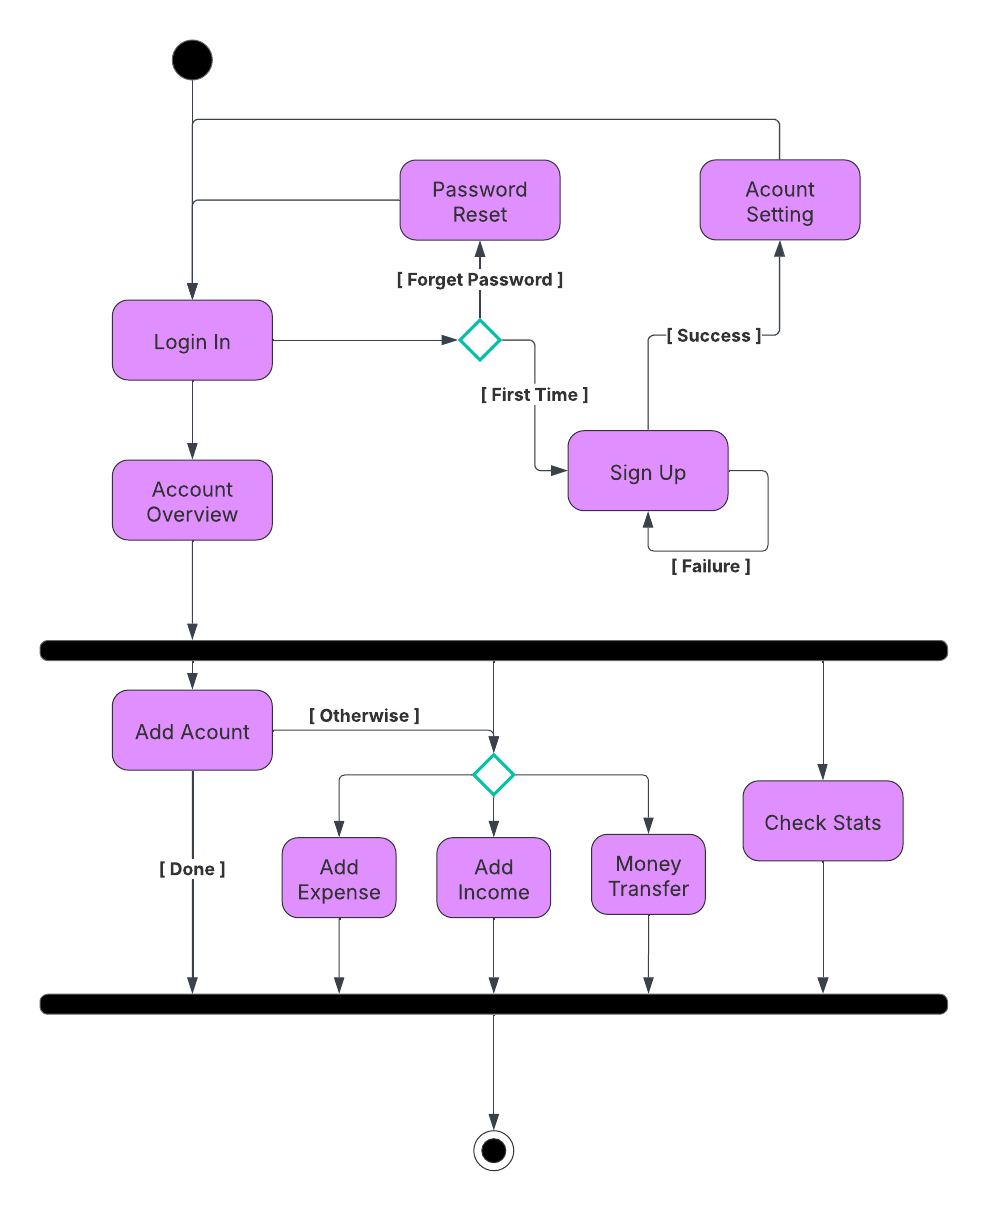 Password
Reset
Acount
Setting
[ Forget Password ]
Login In
[ Success ]
[ First Time ]
Sign Up
Account
Overview
[ Failure ]
Add Acount
[ Otherwise ]
Check Stats
[ Done ]
Add
Expense
Add
Income
Money
Transfer